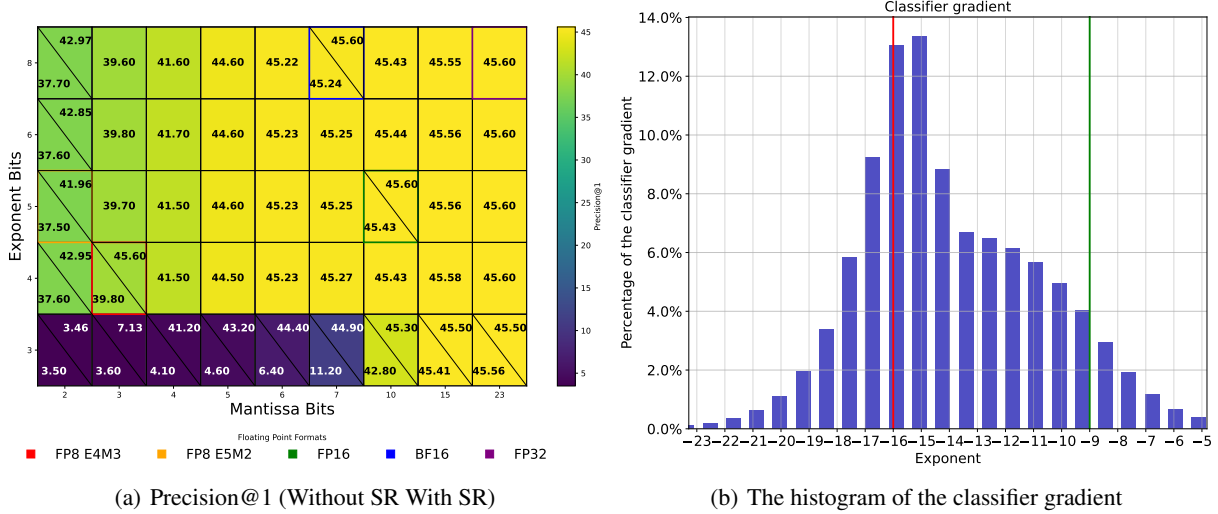 42.97 39.60 41.60 44.60 45.22 45.60 45.43 45.55 45.60
8 37.70 45.24
42.85 39.80 41.70 44.60 45.23 45.25 45.44 45.56 45.60
6 37.60
41.96 39.70 41.50 44.60 45.23 45.25 45.60 45.56 45.60
5 37.50 45.43
42.95 45.60 41.50 44.50 45.23 45.27 45.43 45.58 45.60
4 37.60 39.80
3.46 7.13 41.20 43.20 44.40 44.90 45.30 45.50 45.50
3 3.50 3.60 4.10 4.60 6.40 11.20 42.80 45.41 45.56
2 3 4 5 6 7 10 15 23
Exponent Bits
Mantissa Bits
45
40
35
30
25
20
15
10
5
Precision@1
Floating Point Formats
FP8 E4M3 FP8 E5M2 FP16 BF16 FP32
(a) Precision@1 (Without SR With SR)
Classifier gradient
Percentage of the classifier gradient
14.0%
12.0%
10.0%
8.0%
6.0%
4.0%
2.0%
0.0%
−23 −22 −21 −20 −19 −18 −17 −16 −15 −14 −13 −12 −11 −10 −9 −8 −7 −6 −5
Exponent
(b) The histogram of the classifier gradient